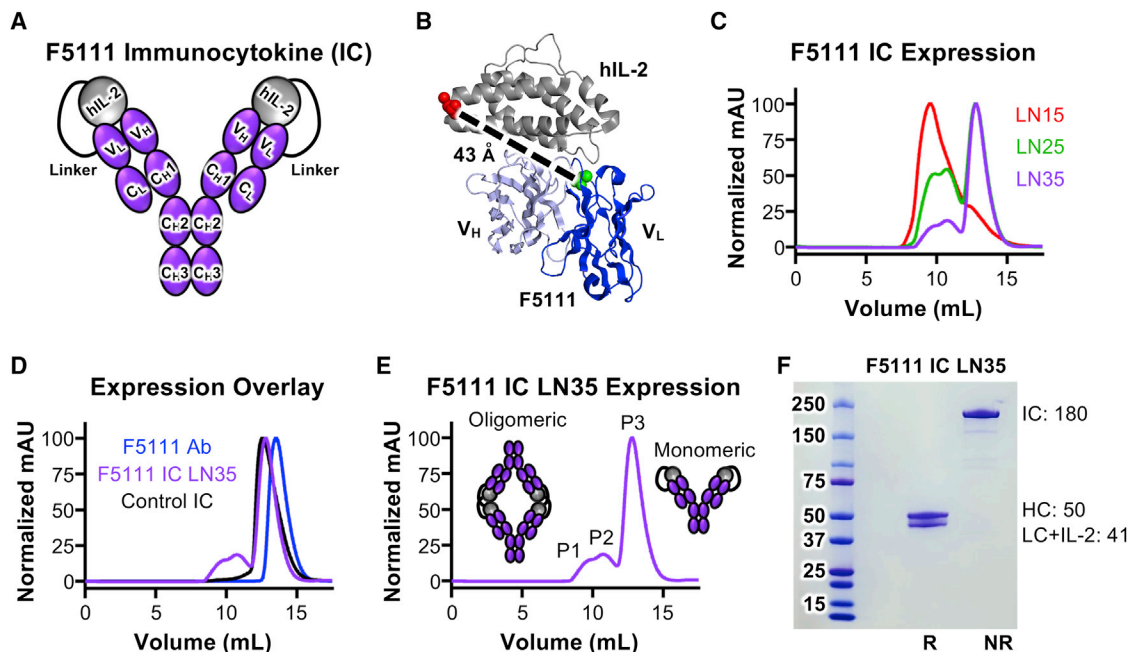 A
F5111 Immunocytokine (IC)
hIL-2
hIL-2
VL
VH
VH
VL
Linker
Linker
CL
CH1
CH1
CL
CH2
CH2
CH3
CH3
B
hIL-2
43 Å
VH
VL
F5111
C
F5111 IC Expression
Normalized mAU
100
75
50
25
0
LN15
LN25
LN35
0
5
10
15
Volume (mL)
D
Expression Overlay
Normalized mAU
100
75
50
25
0
F5111 Ab
F5111 IC LN35
Control IC
0
5
10
15
Volume (mL)
E
F5111 IC LN35 Expression
Normalized mAU
100
75
50
25
0
Oligomeric
P3
Monomeric
P1
P2
0
5
10
15
Volume (mL)
F
F5111 IC LN35
250
150
75
50
37
25
15
IC: 180
HC: 50
LC+IL-2: 41
R
NR